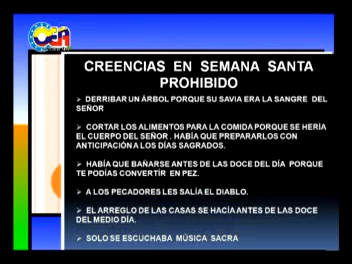 CEA
CREENCIAS EN SEMANA SANTA
PROHIBIDO
➢ DERRIBAR UN ÁRBOL PORQUE SU SAVIA ERA LA SANGRE DEL
SEÑOR
➢ CORTAR LOS ALIMENTOS PARA LA COMIDA PORQUE SE HERÍA
EL CUERPO DEL SEÑOR . HABÍA QUE PREPARARLOS CON
ANTICIPACIÓN A LOS DÍAS SAGRADOS.
➢ HABÍA QUE BAÑARSE ANTES DE LAS DOCE DEL DÍA PORQUE
TE PODÍAS CONVERTÍR EN PEZ.
➢ A LOS PECADORES LES SALÍA EL DIABLO.
➢ EL ARREGLO DE LAS CASAS SE HACÍA ANTES DE LAS DOCE
DEL MEDIO DÍA.
➢ SOLO SE ESCUCHABA MÚSICA SACRA